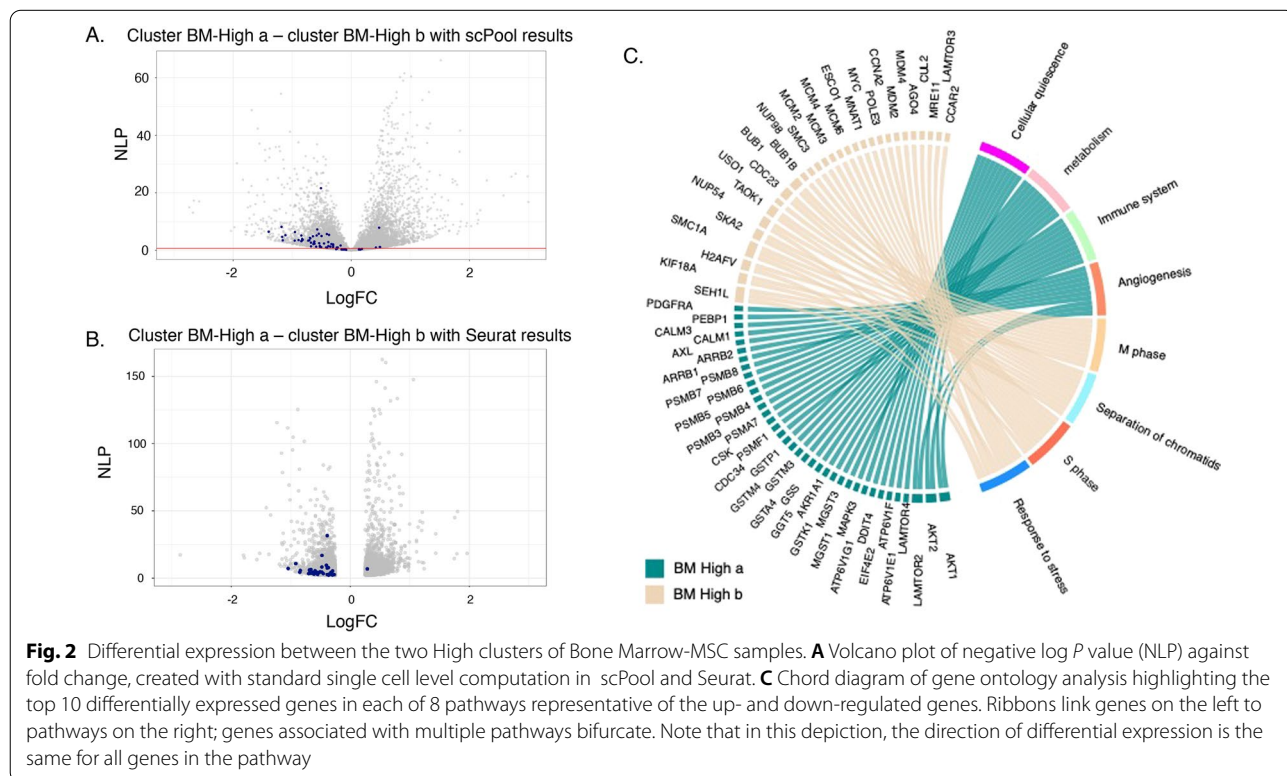 A.
Cluster BM-High a – cluster BM-High b with scPool results
60
40
20
0
NLP
-2
0
2
LogFC
B.
Cluster BM-High a – cluster BM-High b with Seurat results
150
100
50
0
NLP
-2
0
2
LogFC
C.
LAMTOR3
CCAR2
CUL2
MRE11
MDM4
AGO4
CCNA2
MDM2
MYC
POLE3
ESCO1
MNAT1
MCM4
MCM6
MCM2
MCM3
NUP98
SMC3
BUB1
BUB1B
USO1
CDC23
NUP54
TAOK1
SMC1A
SKA2
KIF18A
H2AFV
SEH1L
PDGFRA
PEBP1
CALM3
CALM1
AXL
ARRB2
ARRB1
PSMB8
PSMB7
PSMB6
PSMB5
PSMB4
PSMB3
PSMA7
CSK
PSMF1
CDC34
GSTP1
GSTM4
GSTM3
GSTA4
GSS
GGT5
AKR1A1
GSTK1
MGST3
MGST1
MAPK3
ATP6V1G1
DDIT4
EIF4E2
ATP6V1F
ATP6V1E1
LAMTOR4
LAMTOR2
AKT2
AKT1
Cellular quiescence
metabolism
Immune system
Angiogenesis
M phase
Separation of chromatids
S phase
Response to stress
BM High a
BM High b
Fig. 2 Differential expression between the two High clusters of Bone Marrow-MSC samples. A Volcano plot of negative log P value (NLP) against
fold change, created with standard single cell level computation in scPool and Seurat. C Chord diagram of gene ontology analysis highlighting the
top 10 differentially expressed genes in each of 8 pathways representative of the up- and down-regulated genes. Ribbons link genes on the left to
pathways on the right; genes associated with multiple pathways bifurcate. Note that in this depiction, the direction of differential expression is the
same for all genes in the pathway